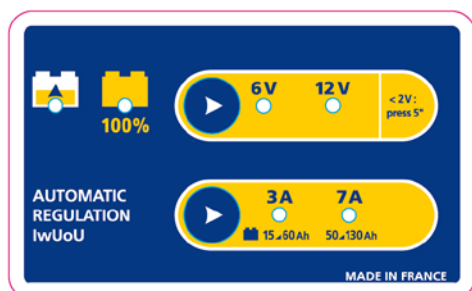 6V 12V
<2V:
press 5"
100%
AUTOMATIC
REGULATION
IwUoU
3A 7A
15◢60Ah 50◢130Ah
MADE IN FRANCE